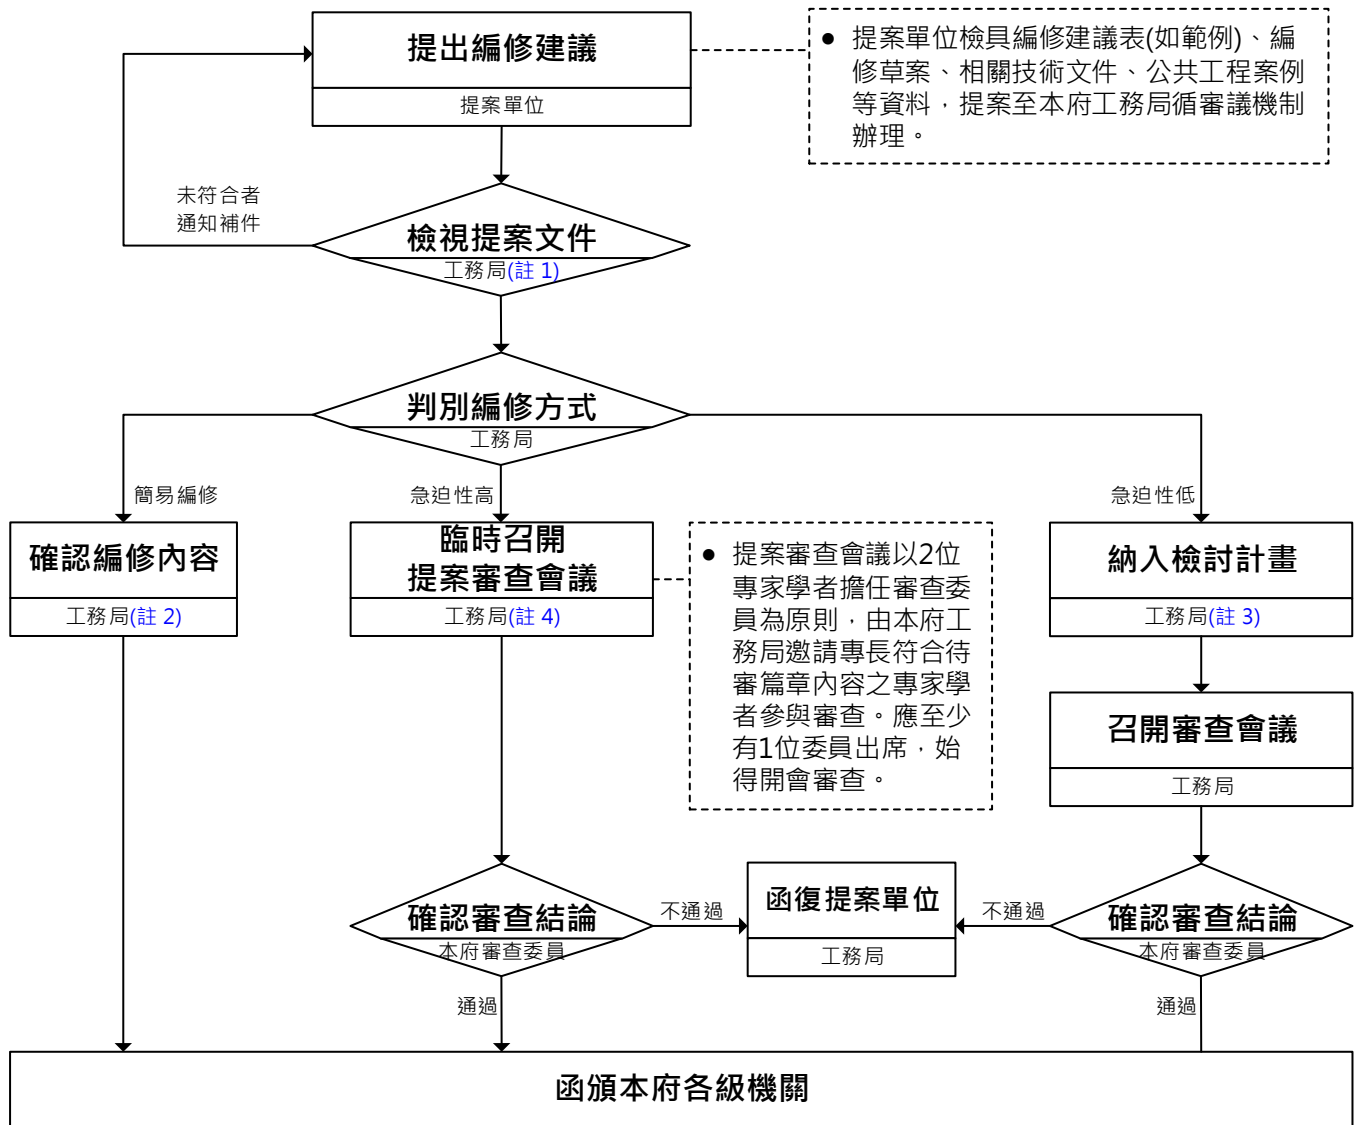 提出編修建議
提案單位
● 提案單位檢具編修建議表(如範例)、編
修草案、相關技術文件、公共工程案例
等資料，提案至本府工務局循審議機制
辦理。
未符合者
通知補件
檢視提案文件
工務局(註 1)
判別編修方式
工務局
簡易編修
急迫性高
急迫性低
確認編修內容
工務局(註 2)
臨時召開
提案審查會議
工務局(註 4)
● 提案審查會議以2位
專家學者擔任審查委
員為原則，由本府工
務局邀請專長符合待
審篇章內容之專家學
者參與審查。應至少
有1位委員出席，始
得開會審查。
納入檢討計畫
工務局(註 3)
召開審查會議
工務局
確認審查結論
本府審查委員
不通過
函復提案單位
工務局
不通過
確認審查結論
本府審查委員
通過
通過
函頒本府各級機關